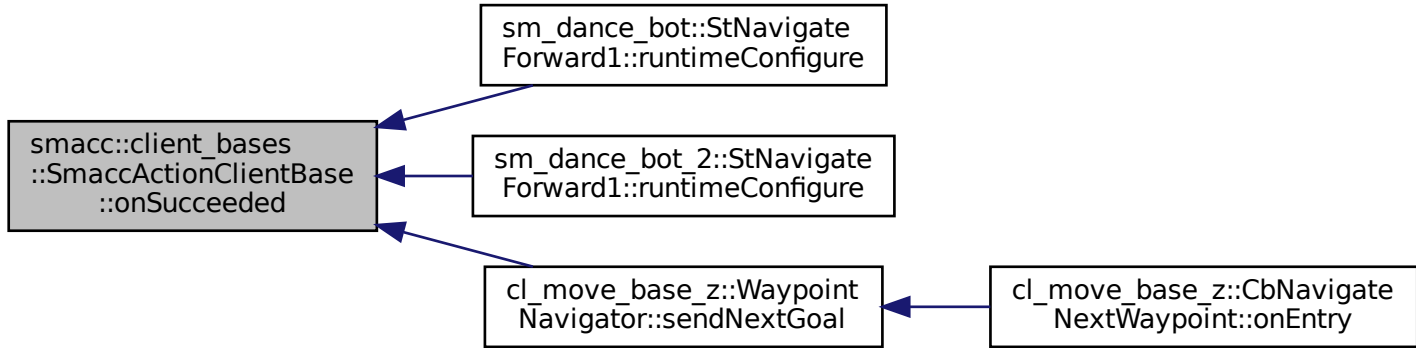 sm_dance_bot::StNavigate
Forward1::runtimeConfigure
smacc::client_bases
::SmaccActionClientBase
::onSucceeded
sm_dance_bot_2::StNavigate
Forward1::runtimeConfigure
cl_move_base_z::Waypoint
Navigator::sendNextGoal
cl_move_base_z::CbNavigate
NextWaypoint::onEntry